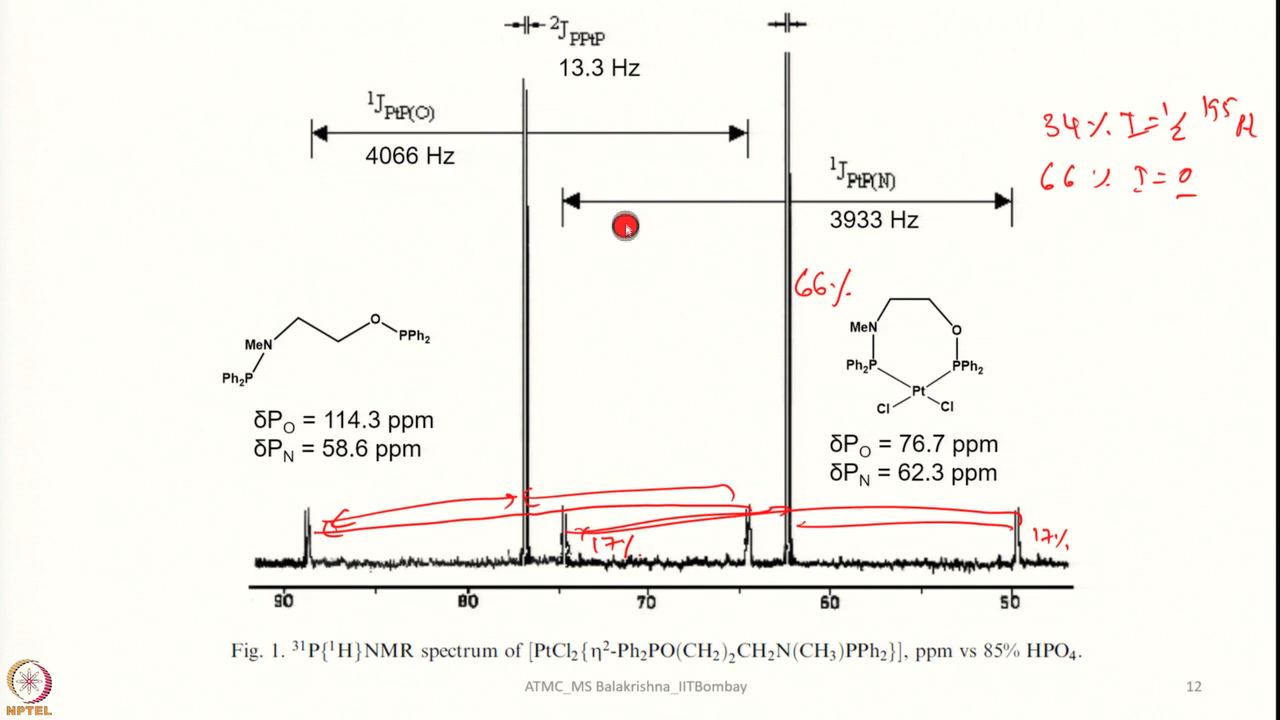 ²J_PPtP
13.3 Hz
¹J_PtP(O)
4066 Hz
¹J_PtP(N)
3933 Hz
34% I=½ ¹⁹⁵Pt
66% I=0
66%
MeN
O
PPh₂
Ph₂P
δP_O = 114.3 ppm
δP_N = 58.6 ppm
MeN
O
Ph₂P
PPh₂
Pt
Cl
Cl
δP_O = 76.7 ppm
δP_N = 62.3 ppm
17%
17%
90 80 70 60 50
Fig. 1. ³¹P{¹H}NMR spectrum of [PtCl₂{η²-Ph₂PO(CH₂)₂CH₂N(CH₃)PPh₂}], ppm vs 85% HPO₄.
NPTEL
ATMC_MS Balakrishna_IITBombay
12